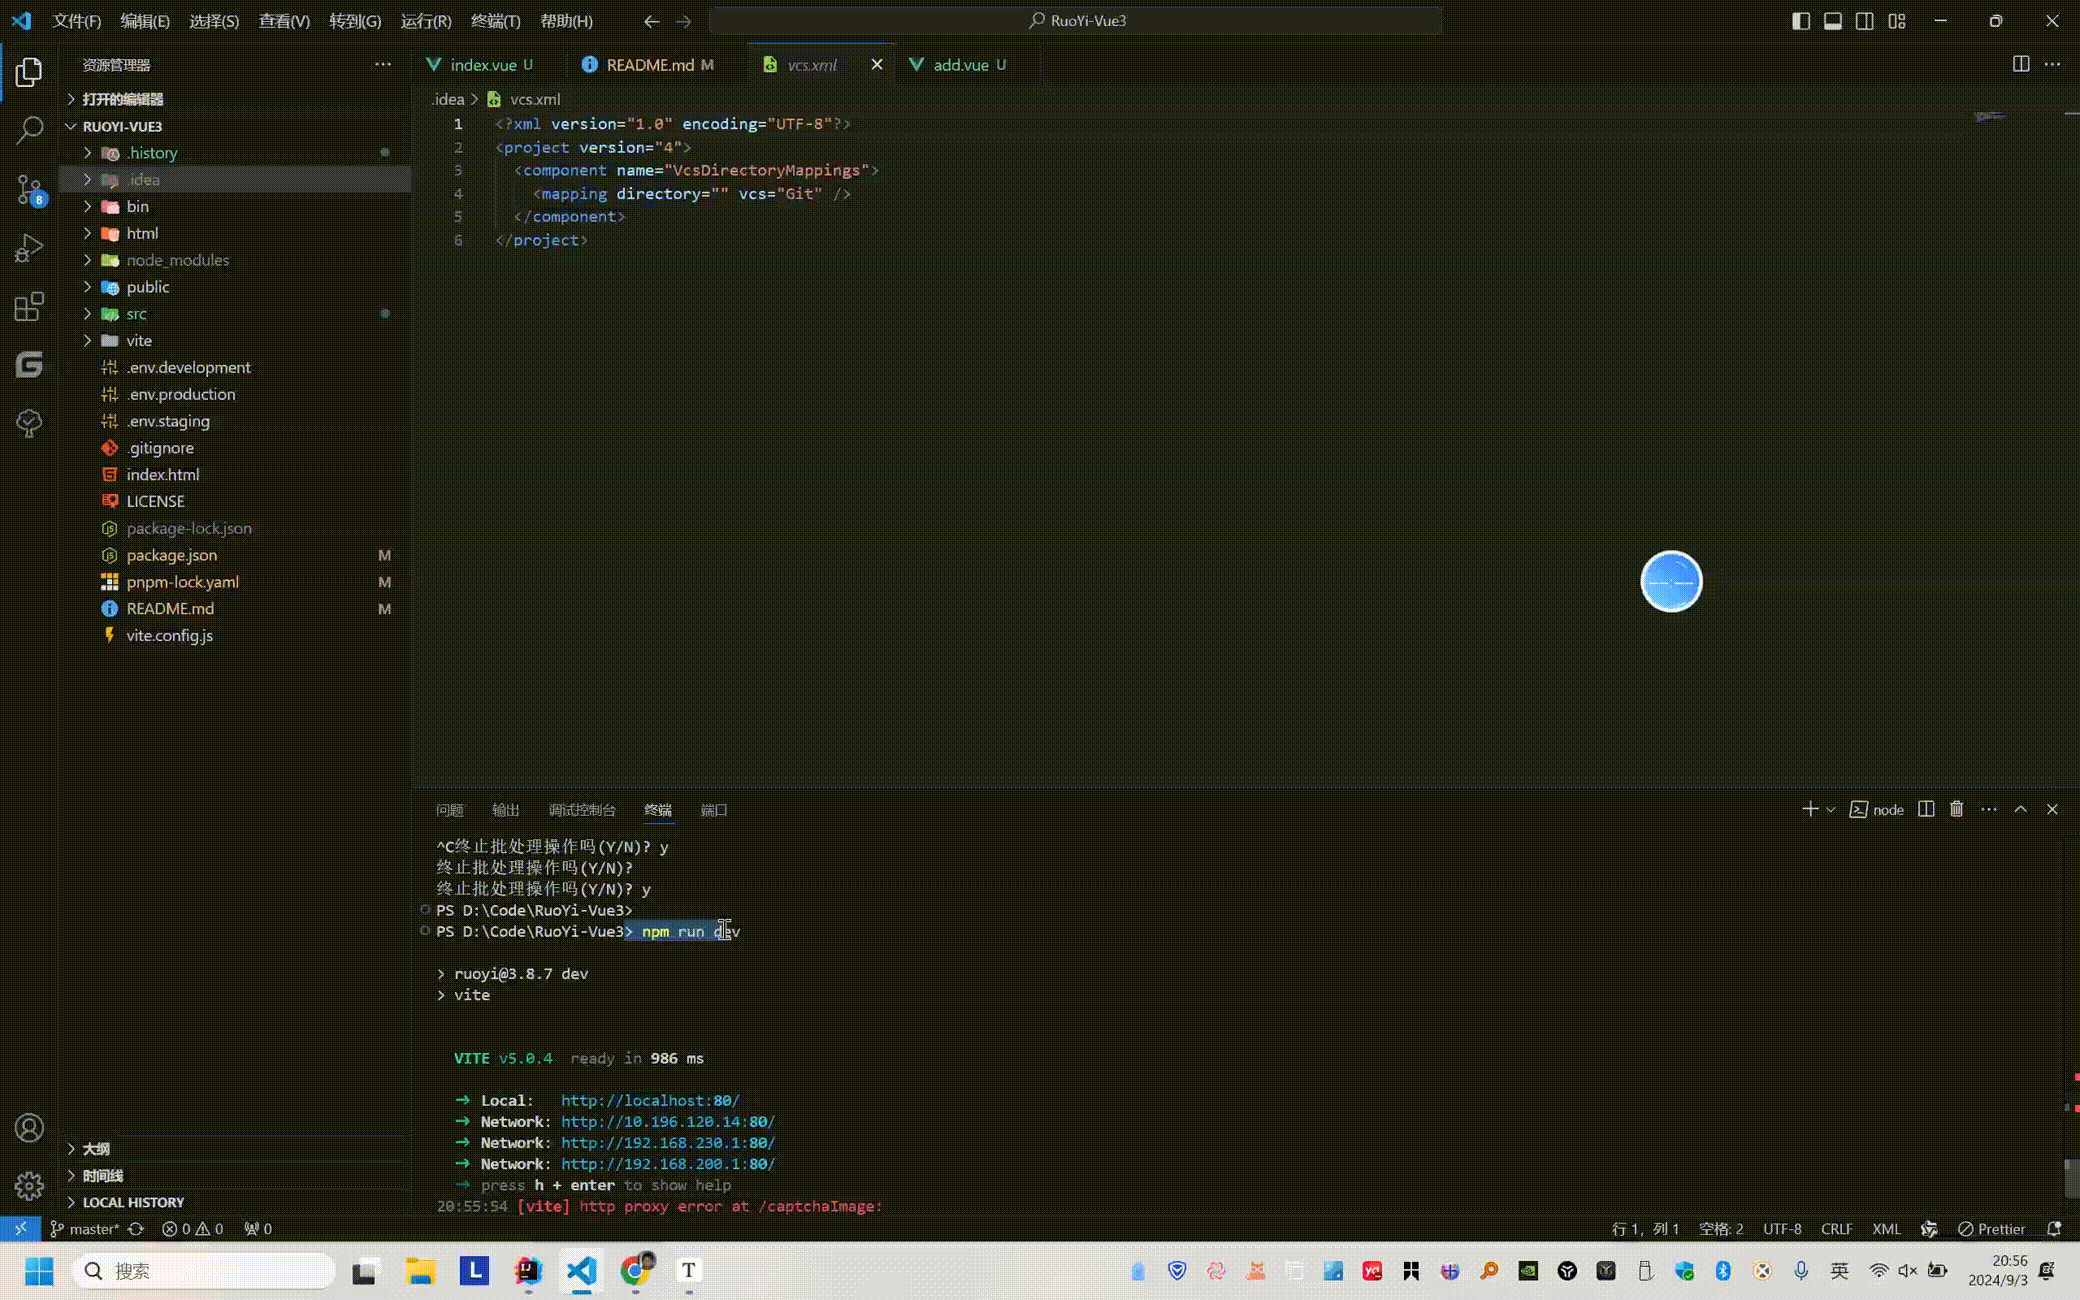 文件(F) 编辑(E) 选择(S) 查看(V) 转到(G) 运行(R) 终端(T) 帮助(H)
RuoYi-Vue3
资源管理器
index.vue U
README.md M
vcs.xml
add.vue U
打开的编辑器
RUOYI-VUE3
.history
.idea
bin
html
node_modules
public
src
vite
.env.development
.env.production
.env.staging
.gitignore
index.html
LICENSE
package-lock.json
package.json M
pnpm-lock.yaml M
README.md M
vite.config.js
大纲
时间线
LOCAL HISTORY
8
.idea > vcs.xml
1 <?xml version="1.0" encoding="UTF-8"?>
2 <project version="4">
3 <component name="VcsDirectoryMappings">
4 <mapping directory="" vcs="Git" />
5 </component>
6 </project>
问题 输出 调试控制台 终端 端口
node
^C终止批处理操作吗(Y/N)? y
终止批处理操作吗(Y/N)?
终止批处理操作吗(Y/N)? y
PS D:\Code\RuoYi-Vue3>
PS D:\Code\RuoYi-Vue3> npm run dev
> ruoyi@3.8.7 dev
> vite
VITE v5.0.4 ready in 986 ms
➜ Local: http://localhost:80/
➜ Network: http://10.196.120.14:80/
➜ Network: http://192.168.230.1:80/
➜ Network: http://192.168.200.1:80/
➜ press h + enter to show help
20:55:54 [vite] http proxy error at /captchaImage:
master* 0 0 0
行 1, 列 1 空格: 2 UTF-8 CRLF XML Prettier
搜索
L
T
英
20:56
2024/9/3